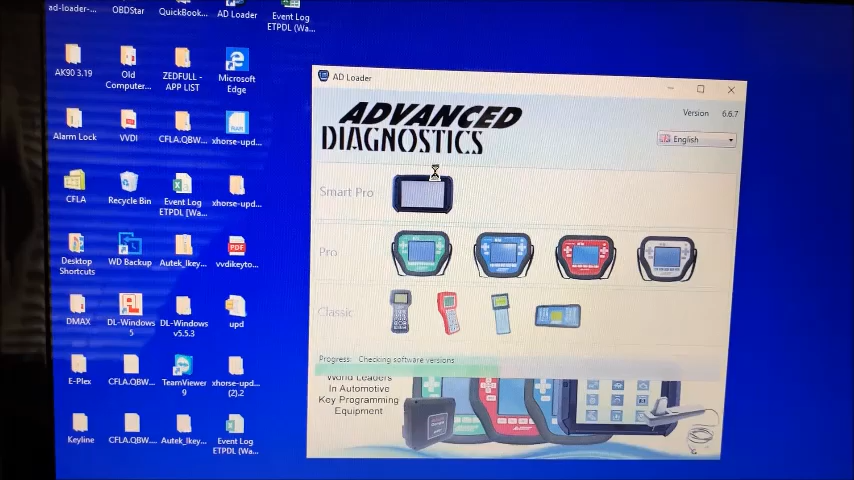 ad-loader-...
OBDStar
QuickBook...
AD Loader
Event Log
ETPDL (Wa...
AK90 3.19
Old
Computer...
ZEDFULL -
APP LIST
Microsoft
Edge
Alarm Lock
VVDI
CFLA.QBW...
xhorse-upd...
CFLA
Recycle Bin
Event Log
ETPDL [Wa...
xhorse-upd...
Desktop
Shortcuts
WD Backup
Autek_Ikey...
PDF
vvdikeyto...
DMAX
DL-Windows
5
DL-Windows
v5.5.3
upd
E-Plex
CFLA.QBW...
TeamViewer
9
xhorse-upd...
(2).2
Keyline
CFLA.QBW....
Autek_Ikey...
Event Log
ETPDL (Wa...
AD Loader
ADVANCED
DIAGNOSTICS
Version 6.6.7
English
Smart Pro
Pro
Classic
Progress: Checking software versions
World Leaders
In Automotive
Key Programming
Equipment